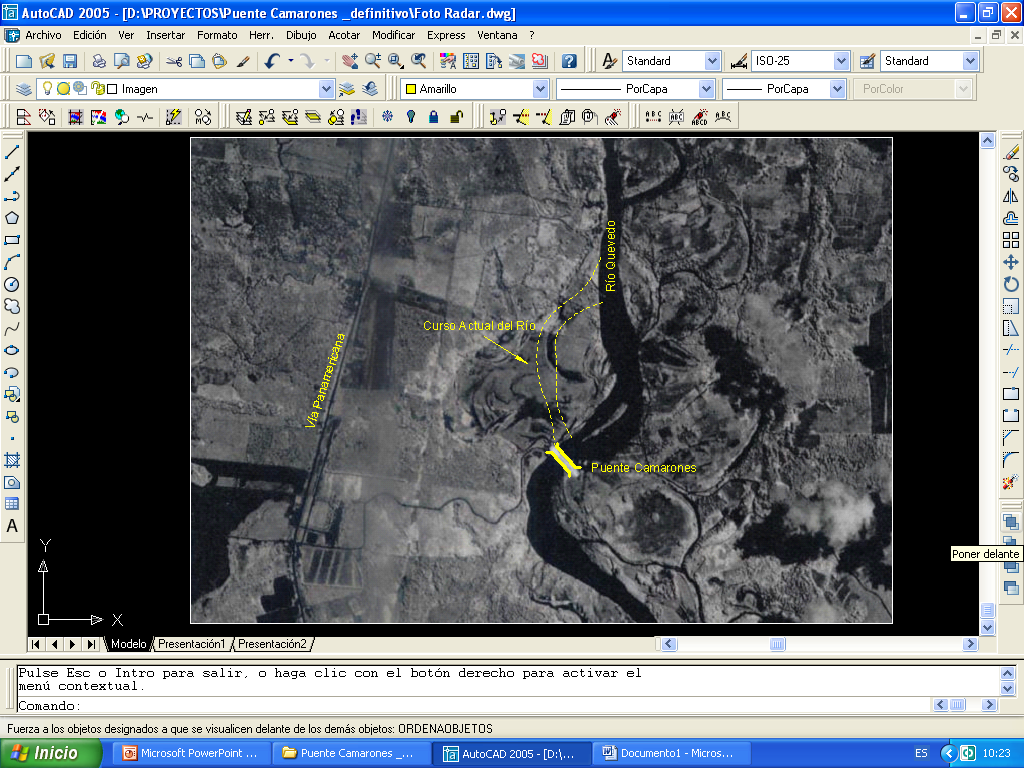 AutoCAD 2005 - [D:\PROYECTOS\Puente Camarones _definitivo\Foto Radar.dwg]
Archivo Edición Ver Insertar Formato Herr. Dibujo Acotar Modificar Express Ventana ?
Standard ISO-25 Standard
Imagen Amarillo PorCapa PorCapa PorColor
Río Quevedo
Curso Actual del Río
Vía Panamericana
Puente Camarones
Poner delante
Y
X
Modelo Presentación1 Presentación2
Pulse Esc o Intro para salir, o haga clic con el botón derecho para activar el
menú contextual.
Comando:
Fuerza a los objetos designados a que se visualicen delante de los demás objetos: ORDENAOBJETOS
Inicio Microsoft PowerPoint ... Puente Camarones _... AutoCAD 2005 - [D:\... Documento1 - Micros... ES 10:23